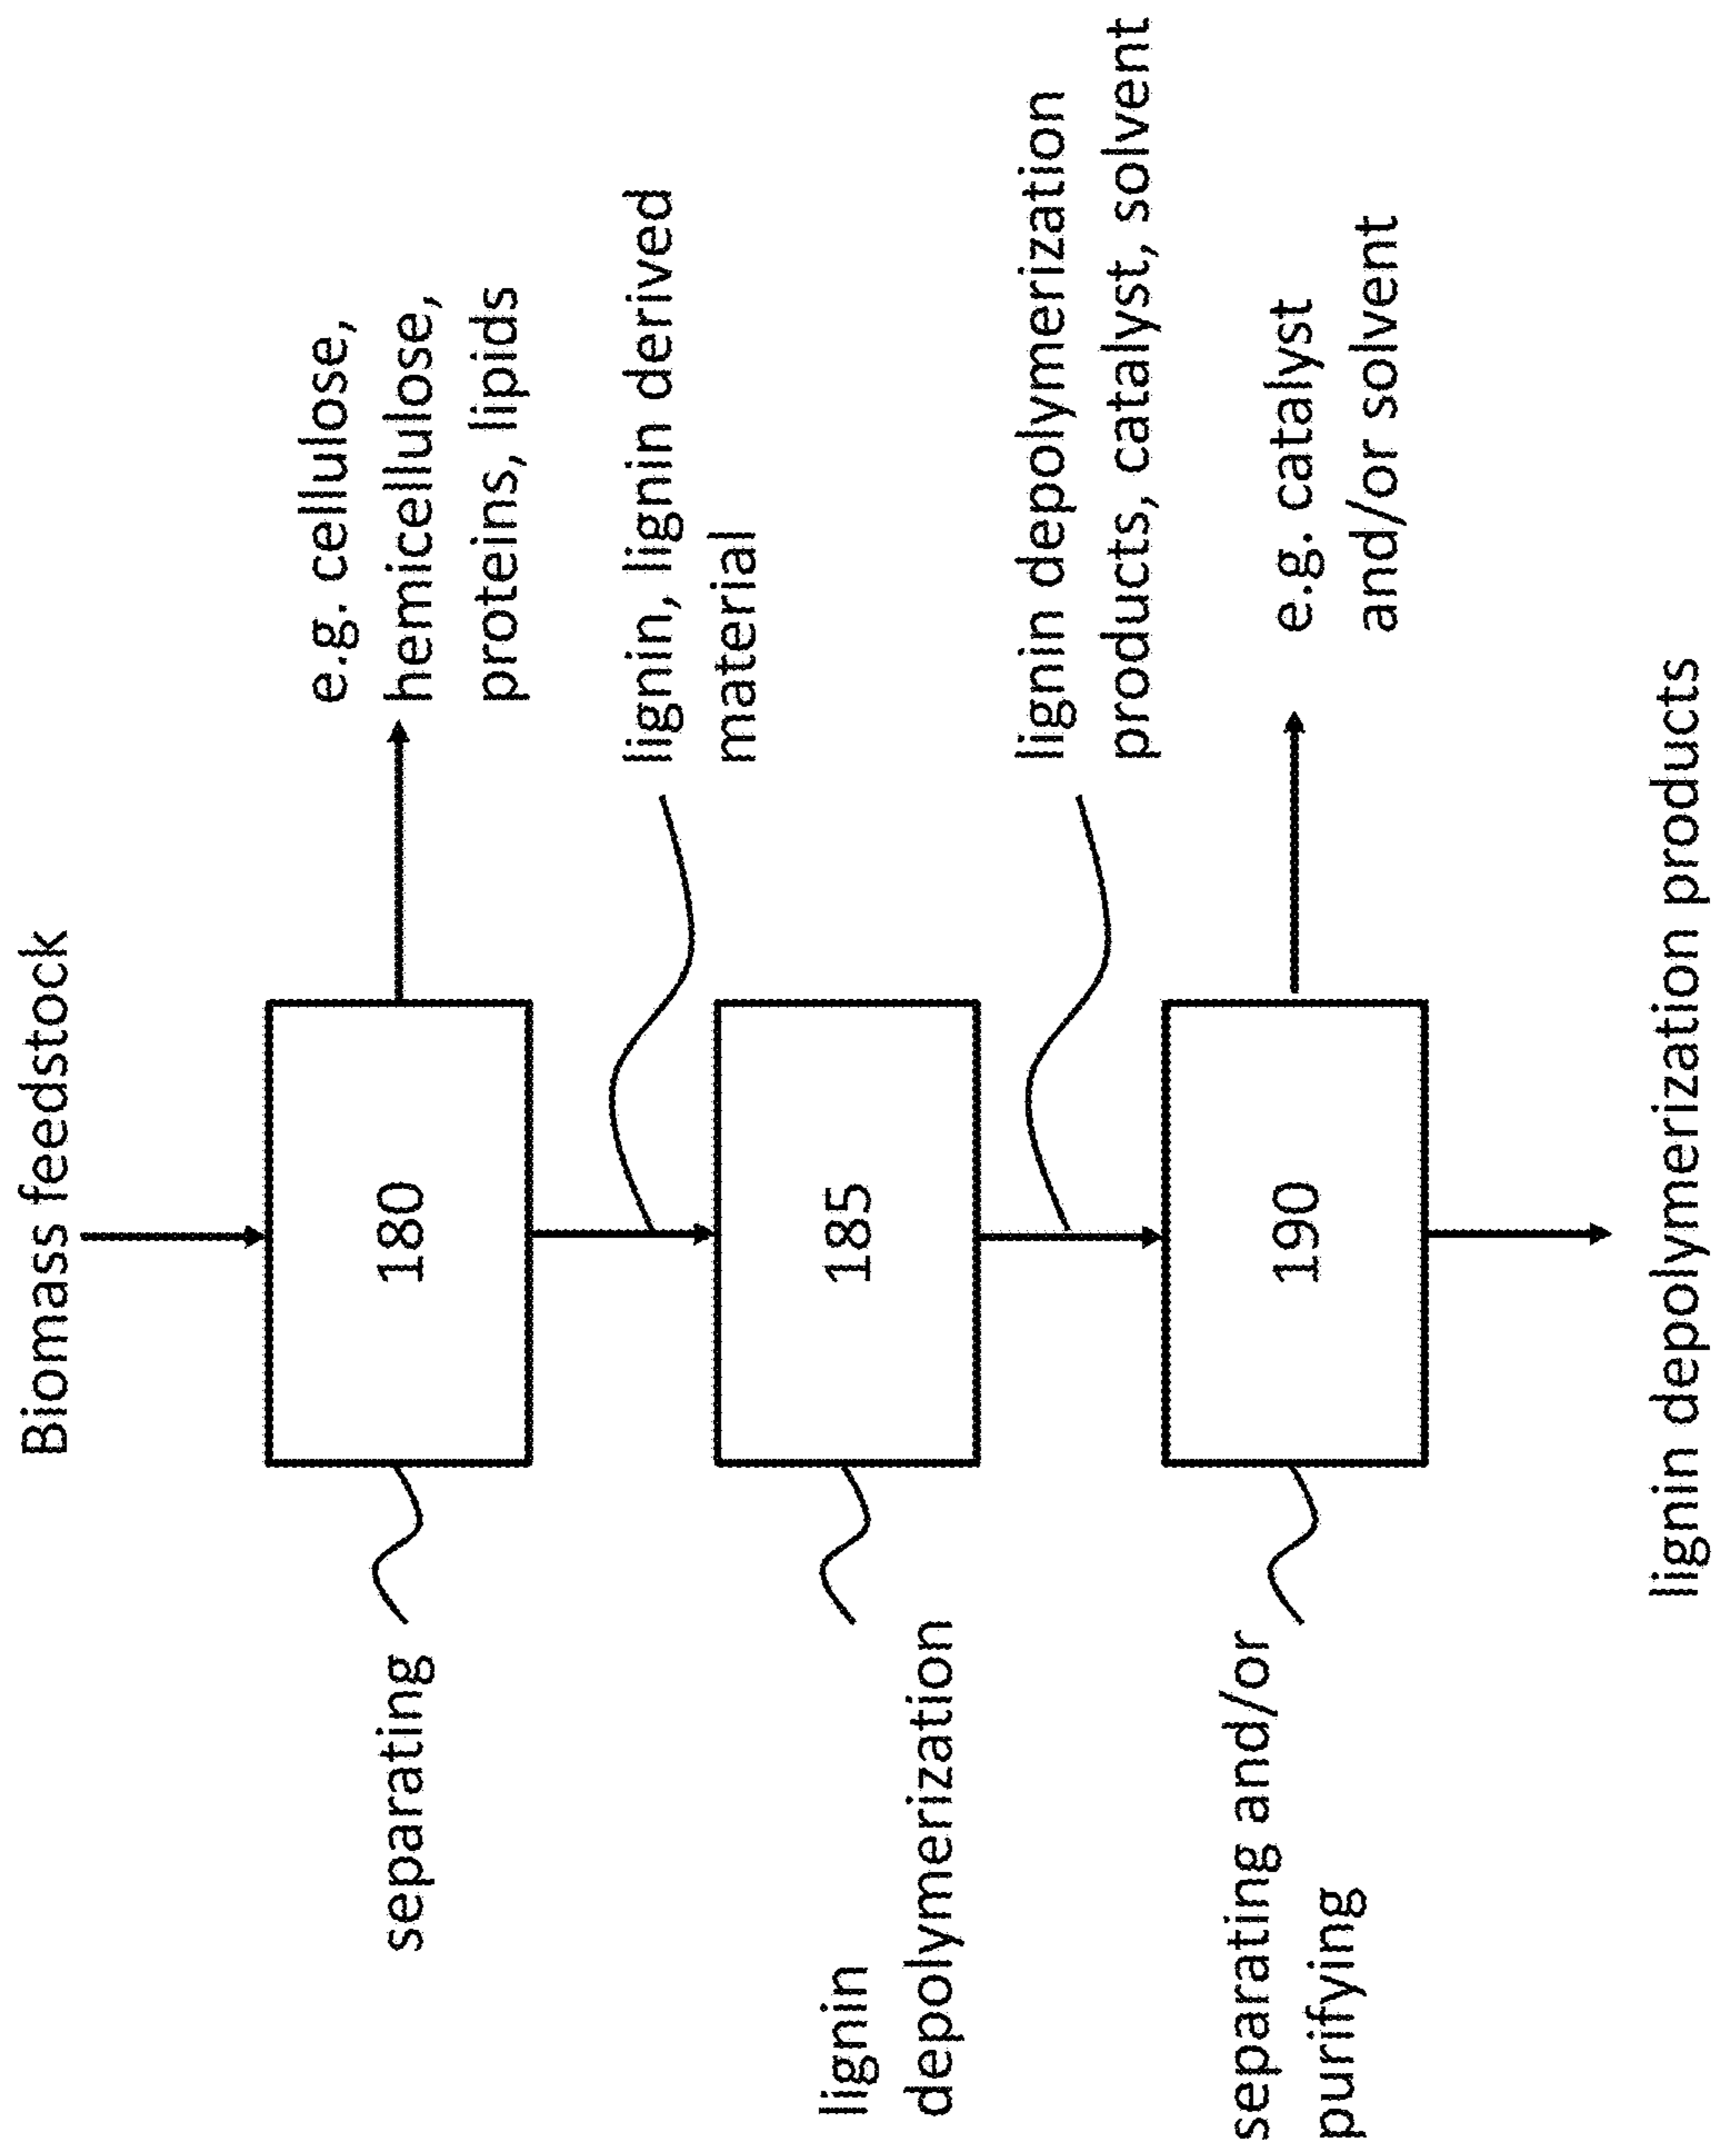 Biomass feedstock
separating
180
e.g. cellulose,
hemicellulose,
proteins, lipids
lignin, lignin derived
material
lignin
depolymerization
185
lignin depolymerization
products, catalyst, solvent
separating and/or
purifying
190
e.g. catalyst
and/or solvent
lignin depolymerization products